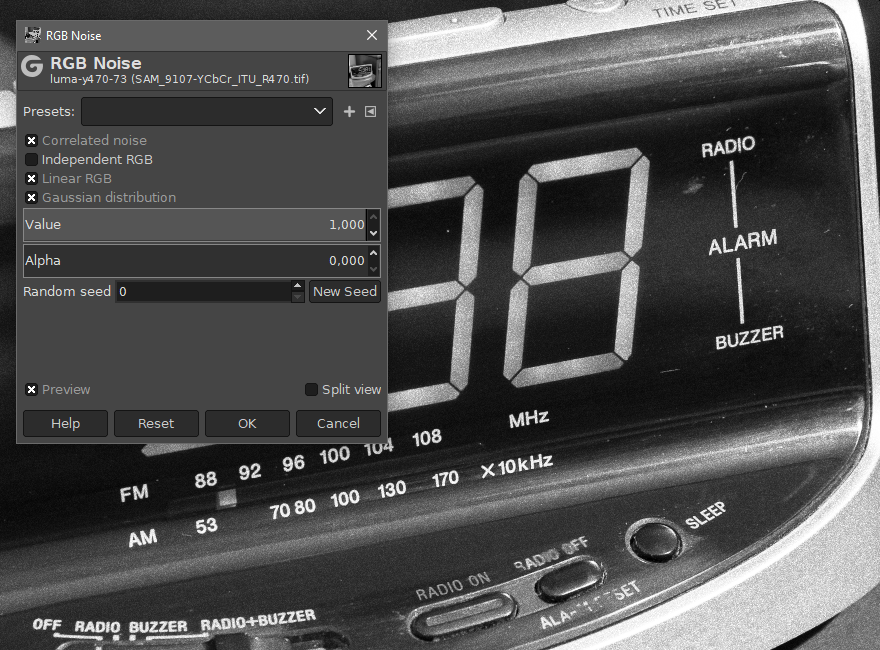 TIME SET
RGB Noise
RGB Noise
luma-y470-73 (SAM_9107-YCbCr_ITU_R470.tif)
Presets:
Correlated noise
Independent RGB
Linear RGB
Gaussian distribution
Value 1,000
Alpha 0,000
Random seed 0 New Seed
Preview Split view
Help Reset OK Cancel
RADIO
ALARM
BUZZER
MHz
FM 88 92 96 100 104 108
AM 53 70 80 100 130 170 X10kHz
SLEEP
RADIO ON RADIO OFF
SET
OFF RADIO BUZZER RADIO+BUZZER